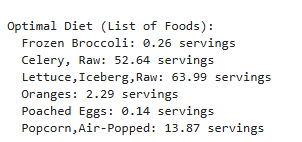 Optimal Diet (List of Foods):
Frozen Broccoli: 0.26 servings
Celery, Raw: 52.64 servings
Lettuce,Iceberg,Raw: 63.99 servings
Oranges: 2.29 servings
Poached Eggs: 0.14 servings
Popcorn,Air-Popped: 13.87 servings